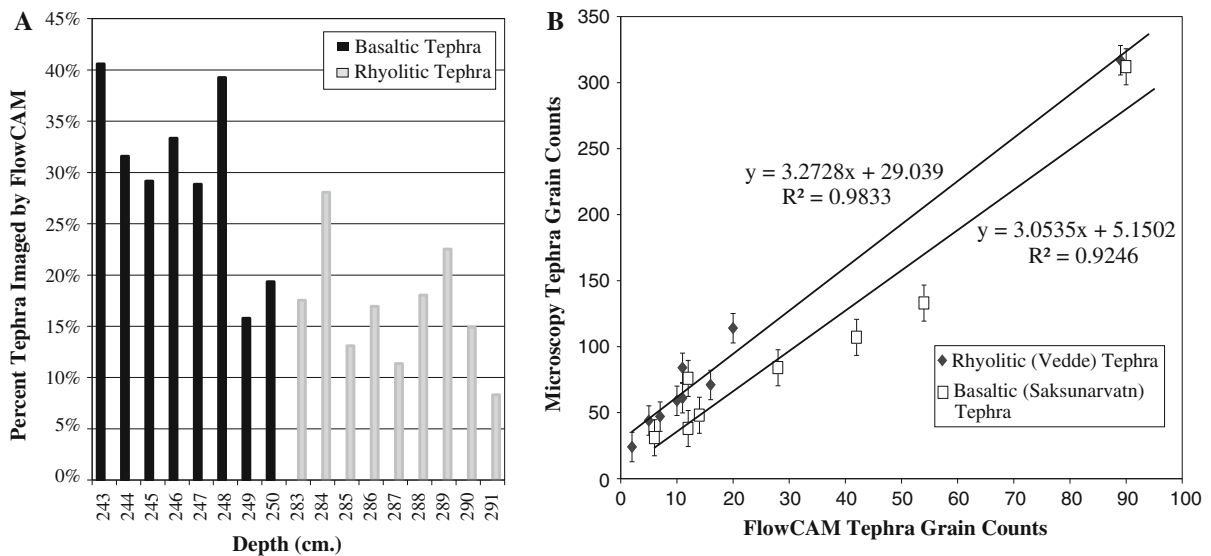 A
Percent Tephra Imaged by FlowCAM
45%
40%
35%
30%
25%
20%
15%
10%
5%
0%
Basaltic Tephra
Rhyolitic Tephra
243 244 245 246 247 248 249 250 283 284 285 286 287 288 289 290 291
Depth (cm.)
B
Microscopy Tephra Grain Counts
350
300
250
200
150
100
50
0
y = 3.2728x + 29.039
R² = 0.9833
y = 3.0535x + 5.1502
R² = 0.9246
Rhyolitic (Vedde) Tephra
Basaltic (Saksunarvatn)
Tephra
0 10 20 30 40 50 60 70 80 90 100
FlowCAM Tephra Grain Counts